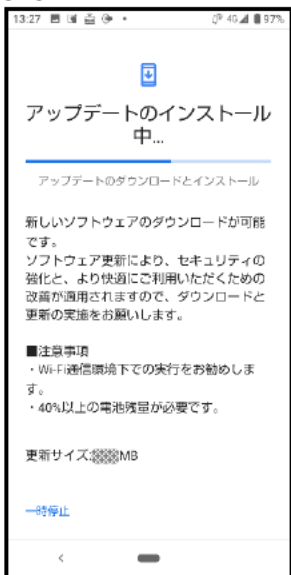 13:27 4G 97%
アップデートのインストール
中...
アップデートのダウンロードとインストール
新しいソフトウェアのダウンロードが可能
です。
ソフトウェア更新により、セキュリティの
強化と、より快適にご利用いただくための
改善が適用されますので、ダウンロードと
更新の実施をお願いします。
■注意事項
・Wi-Fi通信環境下での実行をお勧めしま
す。
・40%以上の電池残量が必要です。
更新サイズ:MB
一時停止